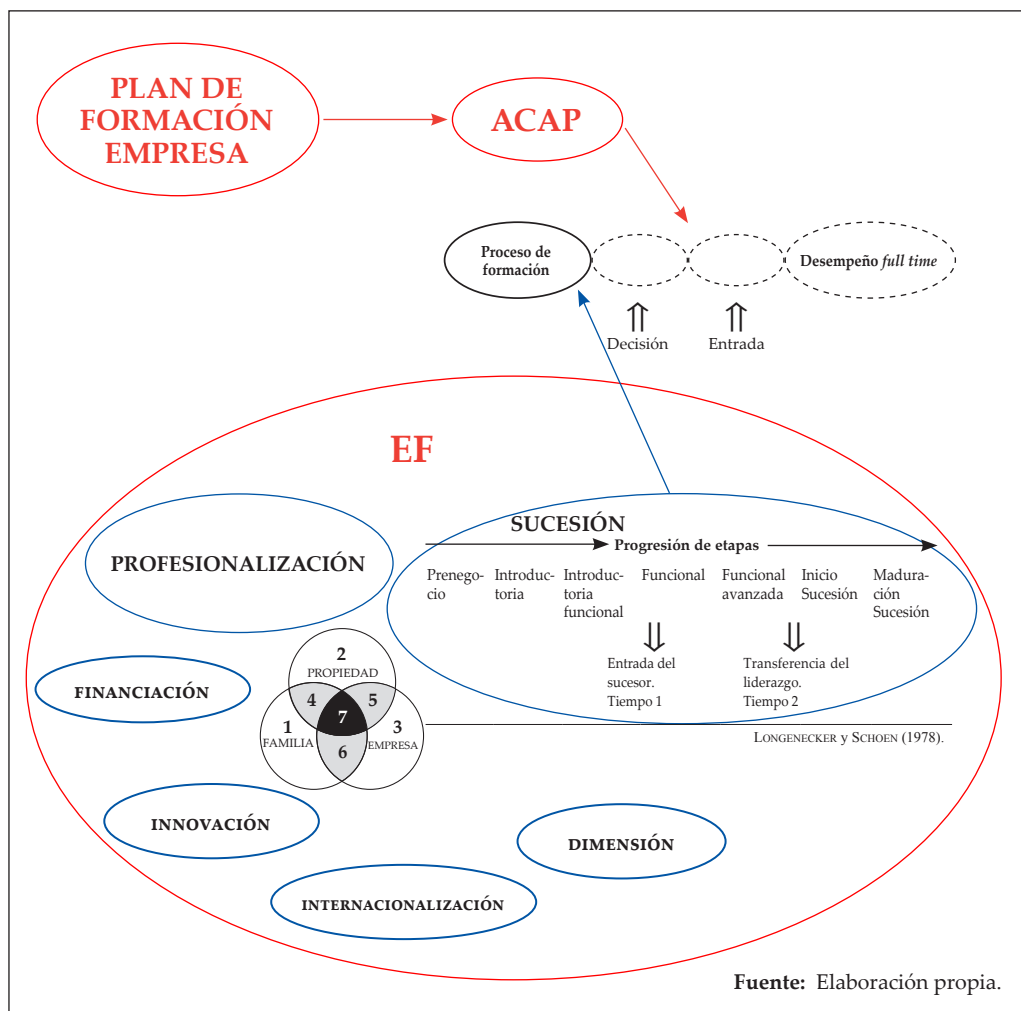 PLAN DE
FORMACIÓN
EMPRESA
ACAP
Proceso de
formación
Desempeño full time
⇑
⇑
Decisión
Entrada
EF
PROFESIONALIZACIÓN
SUCESIÓN
Progresión de etapas
Prenego-
cio
Introduc-
toria
Introduc-
toria
funcional
Funcional
Funcional
avanzada
Inicio
Sucesión
Madura-
ción
Sucesión
⇓
⇓
Entrada del
sucesor.
Tiempo 1
Transferencia del
liderazgo.
Tiempo 2
LONGENECKER y SCHOEN (1978).
FINANCIACIÓN
2
PROPIEDAD
4
5
7
1
FAMILIA
3
EMPRESA
6
INNOVACIÓN
DIMENSIÓN
INTERNACIONALIZACIÓN
Fuente: Elaboración propia.